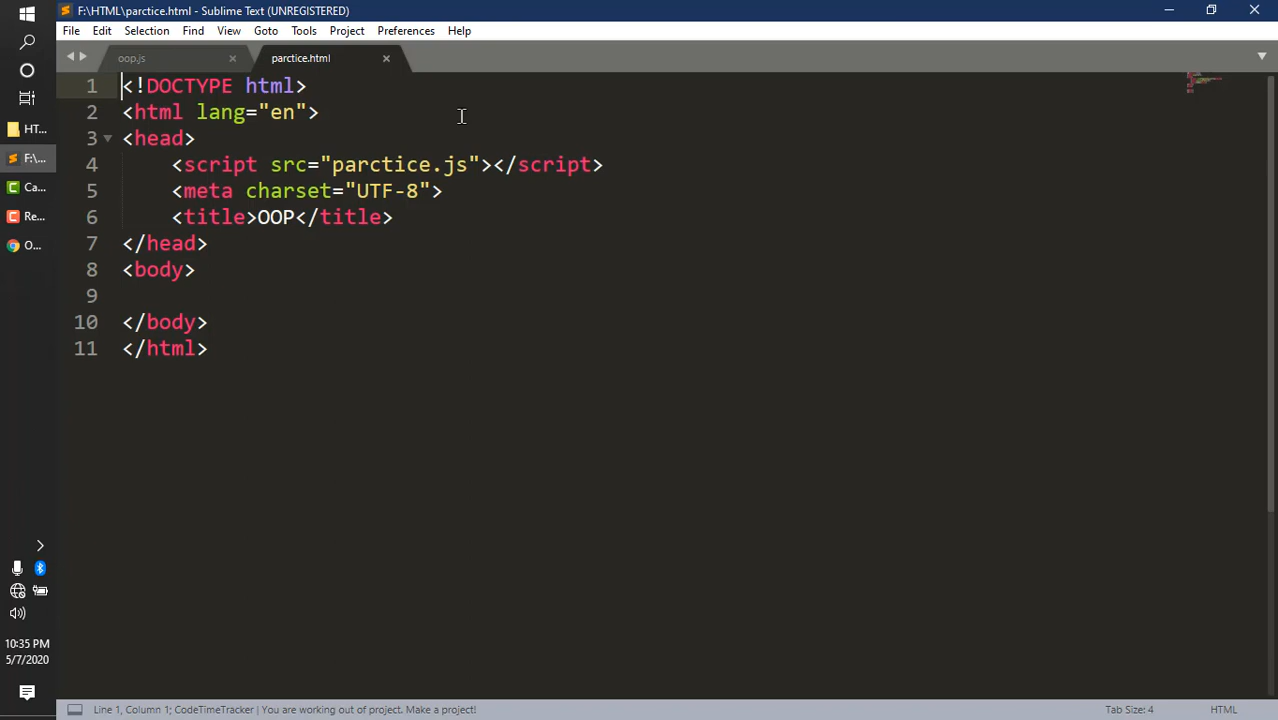 F:\HTML\parctice.html - Sublime Text (UNREGISTERED)
File Edit Selection Find View Goto Tools Project Preferences Help
oop.js
parctice.html
1 <!DOCTYPE html>
2 <html lang="en">
3 <head>
4 <script src="parctice.js"></script>
5 <meta charset="UTF-8">
6 <title>OOP</title>
7 </head>
8 <body>
9
10 </body>
11 </html>
HT...
F:\...
Ca...
Re...
O...
10:35 PM
5/7/2020
Line 1, Column 1; CodeTimeTracker | You are working out of project. Make a project!
Tab Size: 4
HTML